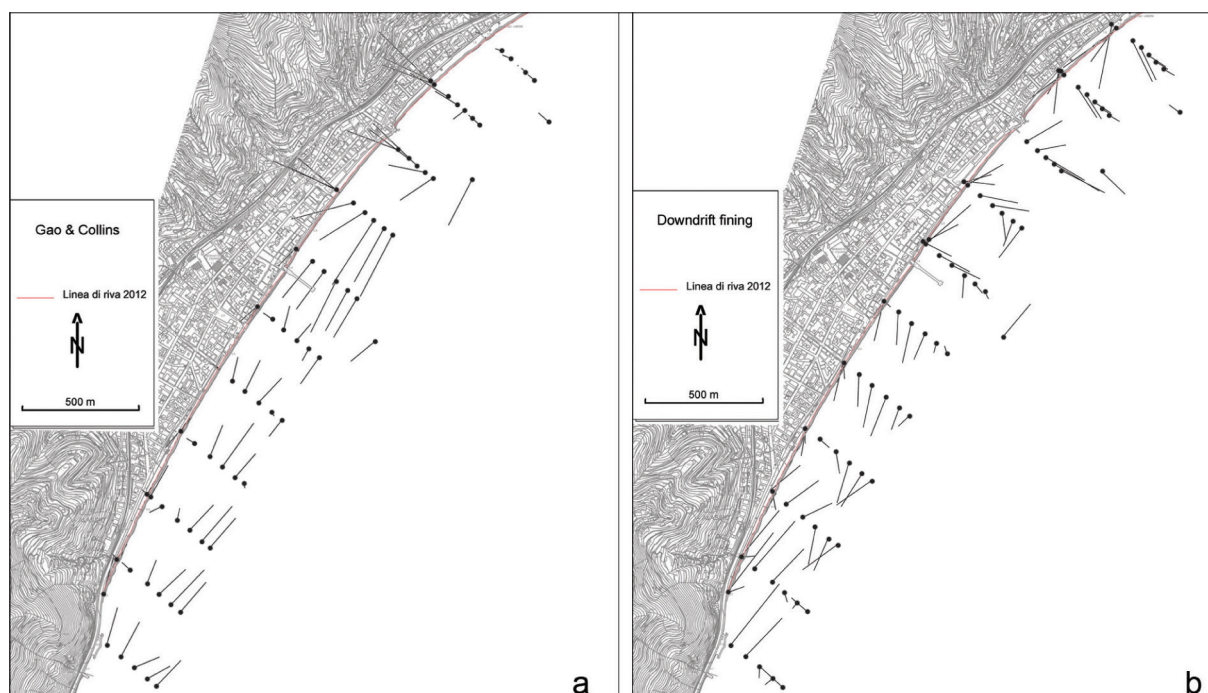 Gao & Collins
Linea di riva 2012
N
500 m
a
Downdrift fining
Linea di riva 2012
N
500 m
b